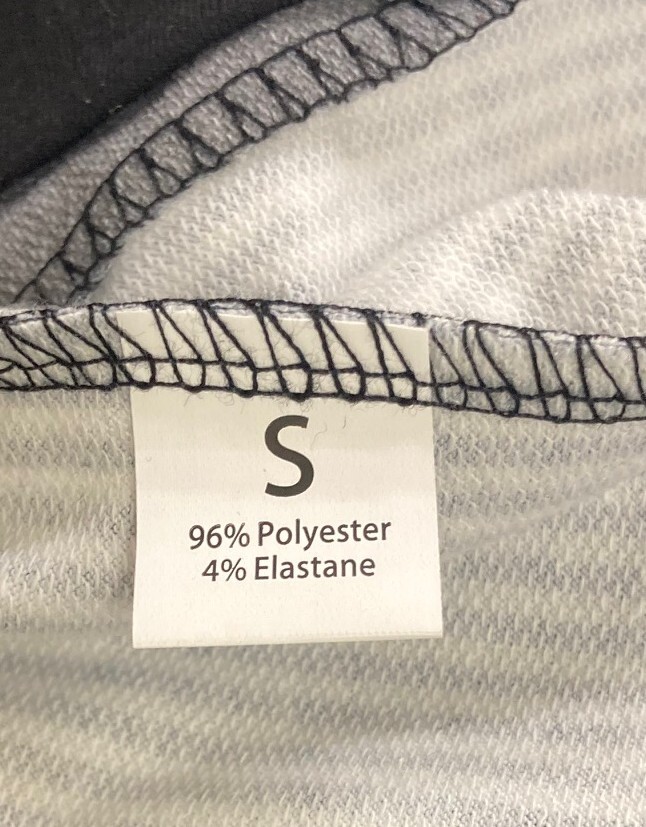 S
96% Polyester
4% Elastane